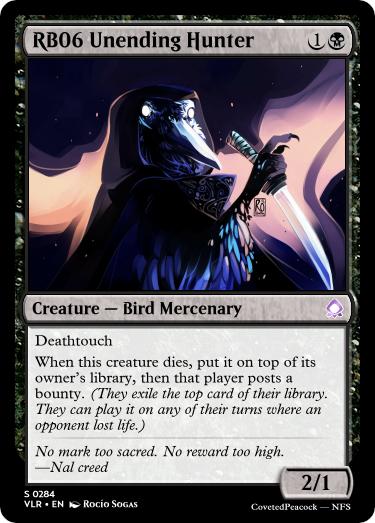 RB06 Unending Hunter 1
Creature — Bird Mercenary
Deathtouch
When this creature dies, put it on top of its
owner's library, then that player posts a
bounty. (They exile the top card of their library.
They can play it on any of their turns where an
opponent lost life.)
No mark too sacred. No reward too high.
—Nal creed
2/1
S 0284
VLR • EN Rocío Sogas
CovetedPeacock — NFS